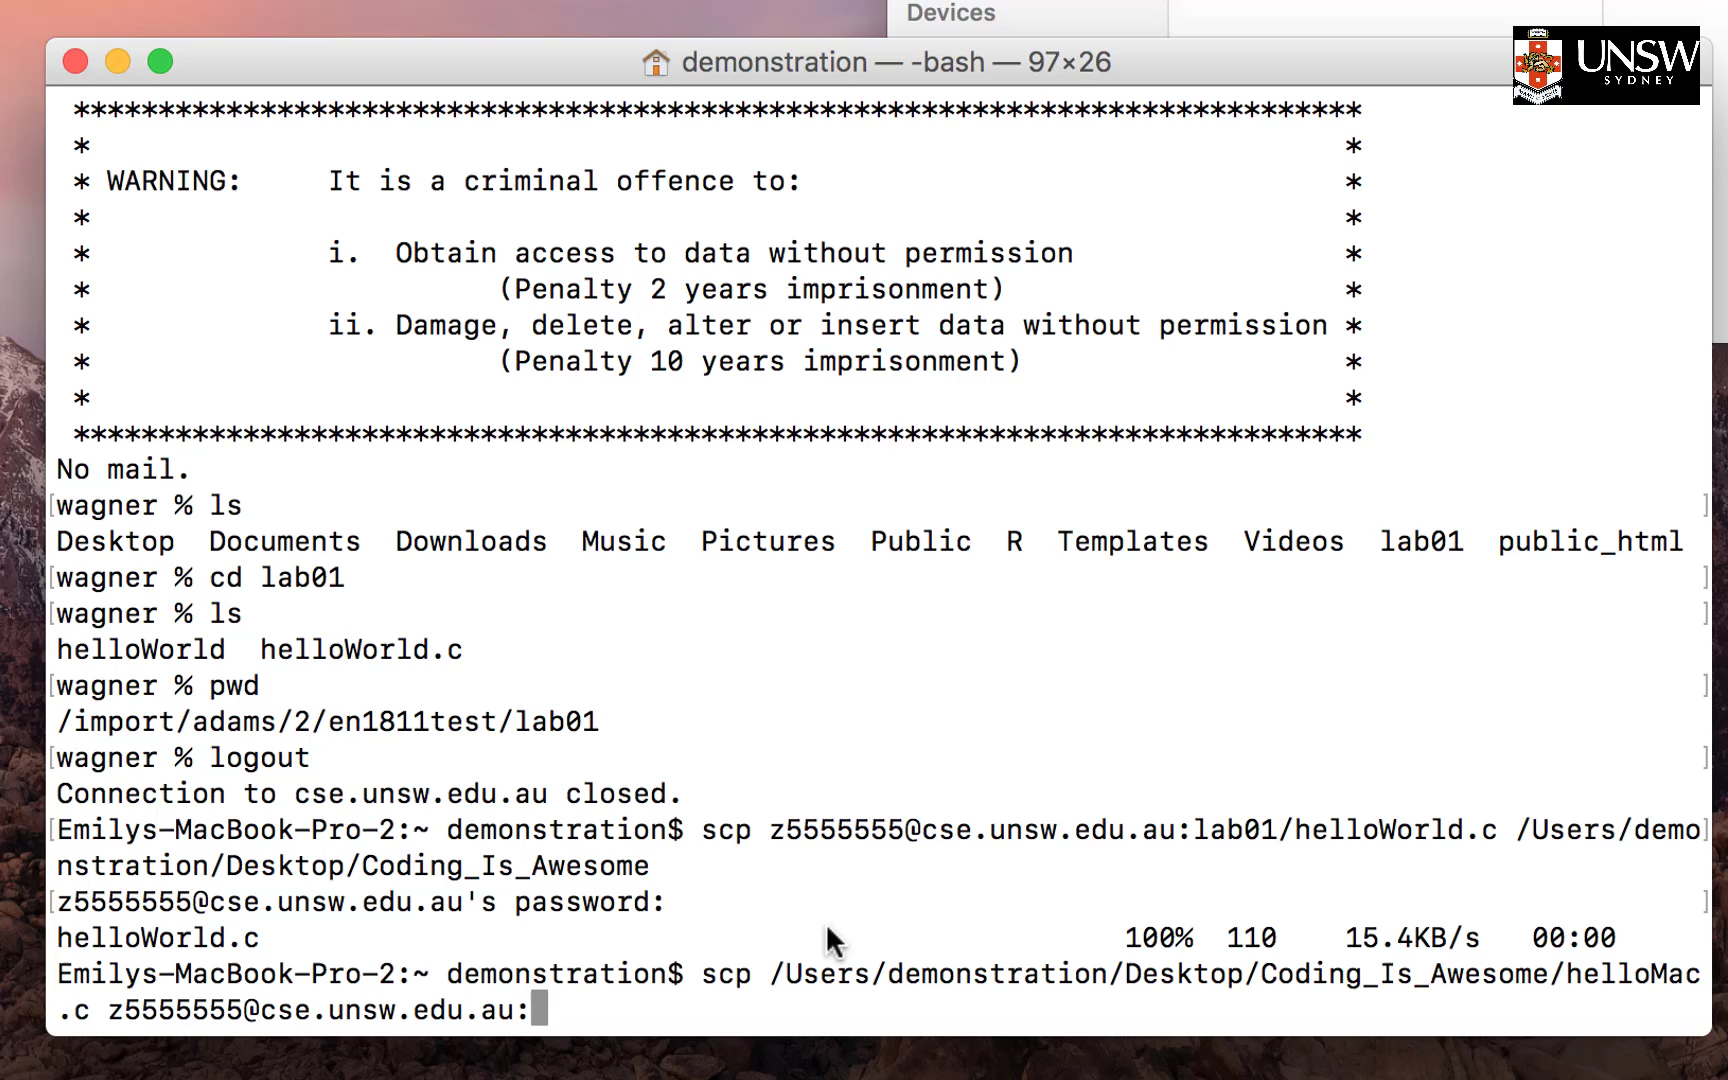 Devices
demonstration — -bash — 97×26
UNSW
SYDNEY
****************************************************************************
* *
* WARNING: It is a criminal offence to: *
* *
* i. Obtain access to data without permission *
* (Penalty 2 years imprisonment) *
* ii. Damage, delete, alter or insert data without permission *
* (Penalty 10 years imprisonment) *
* *
****************************************************************************
No mail.
[wagner % ls ]
Desktop Documents Downloads Music Pictures Public R Templates Videos lab01 public_html
[wagner % cd lab01 ]
[wagner % ls ]
helloWorld helloWorld.c
[wagner % pwd ]
/import/adams/2/en1811test/lab01
[wagner % logout ]
Connection to cse.unsw.edu.au closed.
[Emilys-MacBook-Pro-2:~ demonstration$ scp z5555555@cse.unsw.edu.au:lab01/helloWorld.c /Users/demo]
nstration/Desktop/Coding_Is_Awesome
[z5555555@cse.unsw.edu.au's password: ]
helloWorld.c 100% 110 15.4KB/s 00:00
Emilys-MacBook-Pro-2:~ demonstration$ scp /Users/demonstration/Desktop/Coding_Is_Awesome/helloMac
.c z5555555@cse.unsw.edu.au: